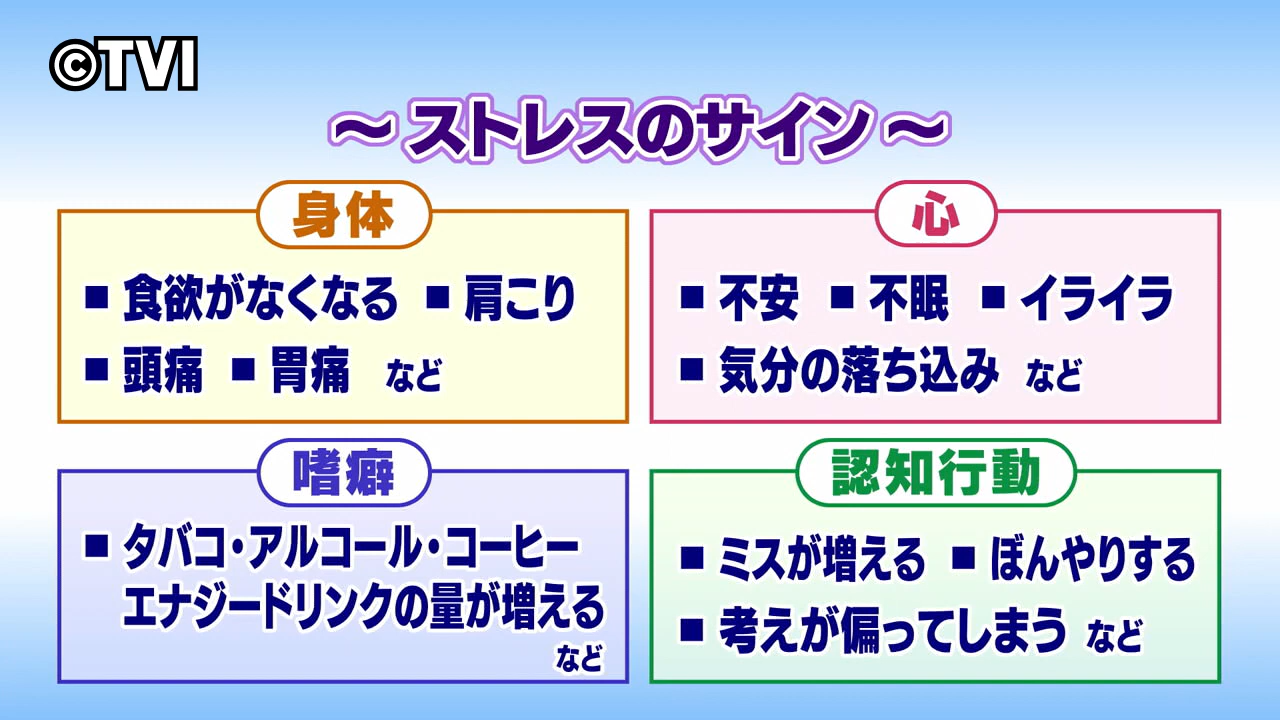 ©TVI
～ストレスのサイン～
身体
■ 食欲がなくなる ■ 肩こり
■ 頭痛 ■ 胃痛 など
心
■ 不安 ■ 不眠 ■ イライラ
■ 気分の落ち込み など
嗜癖
■ タバコ・アルコール・コーヒー
エナジードリンクの量が増える
など
認知行動
■ ミスが増える ■ ぼんやりする
■ 考えが偏ってしまう など